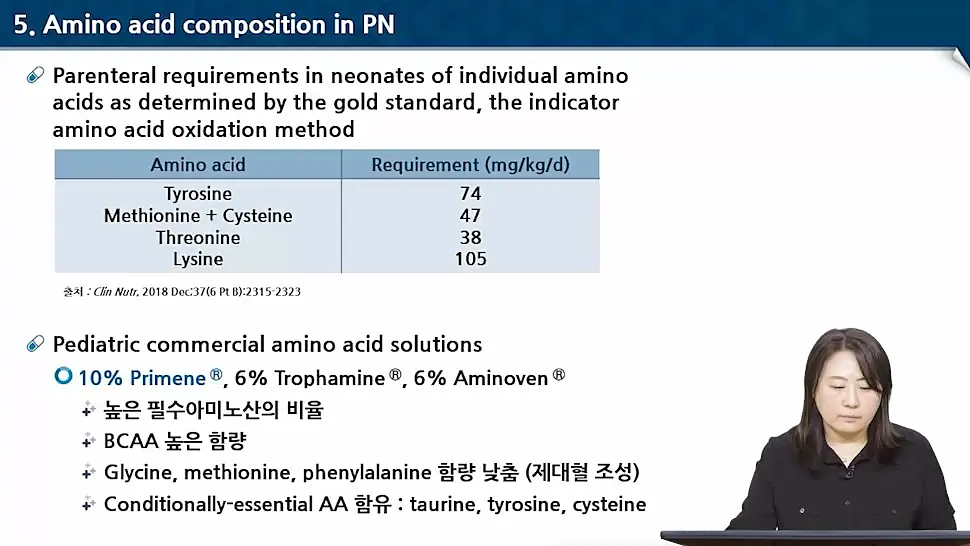 5. Amino acid composition in PN
Parenteral requirements in neonates of individual amino
acids as determined by the gold standard, the indicator
amino acid oxidation method
Amino acid Requirement (mg/kg/d)
Tyrosine 74
Methionine + Cysteine 47
Threonine 38
Lysine 105
출처 : Clin Nutr, 2018 Dec;37(6 Pt B):2315-2323
Pediatric commercial amino acid solutions
10% Primene®, 6% Trophamine®, 6% Aminoven®
높은 필수아미노산의 비율
BCAA 높은 함량
Glycine, methionine, phenylalanine 함량 낮춤 (제대혈 조성)
Conditionally-essential AA 함유 : taurine, tyrosine, cysteine